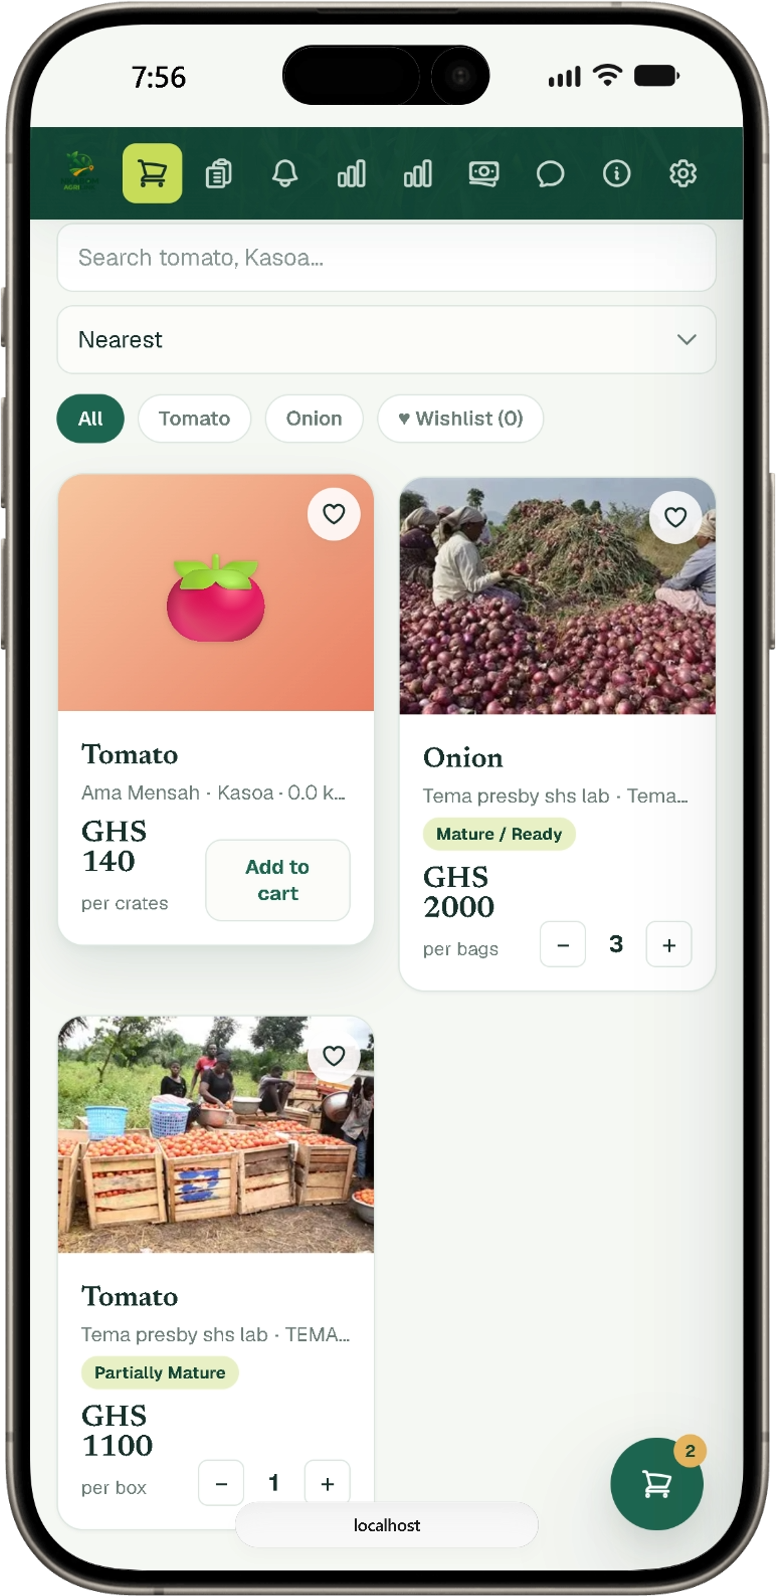 7:56
AGRI
Search tomato, Kasoa...
Nearest
All
Tomato
Onion
♥ Wishlist (0)
Tomato
Ama Mensah · Kasoa · 0.0 k...
GHS
140
per crates
Add to
cart
Onion
Tema presby shs lab · Tema...
Mature / Ready
GHS
2000
per bags
− 3 +
Tomato
Tema presby shs lab · TEMA...
Partially Mature
GHS
1100
per box
− 1 +
2
localhost